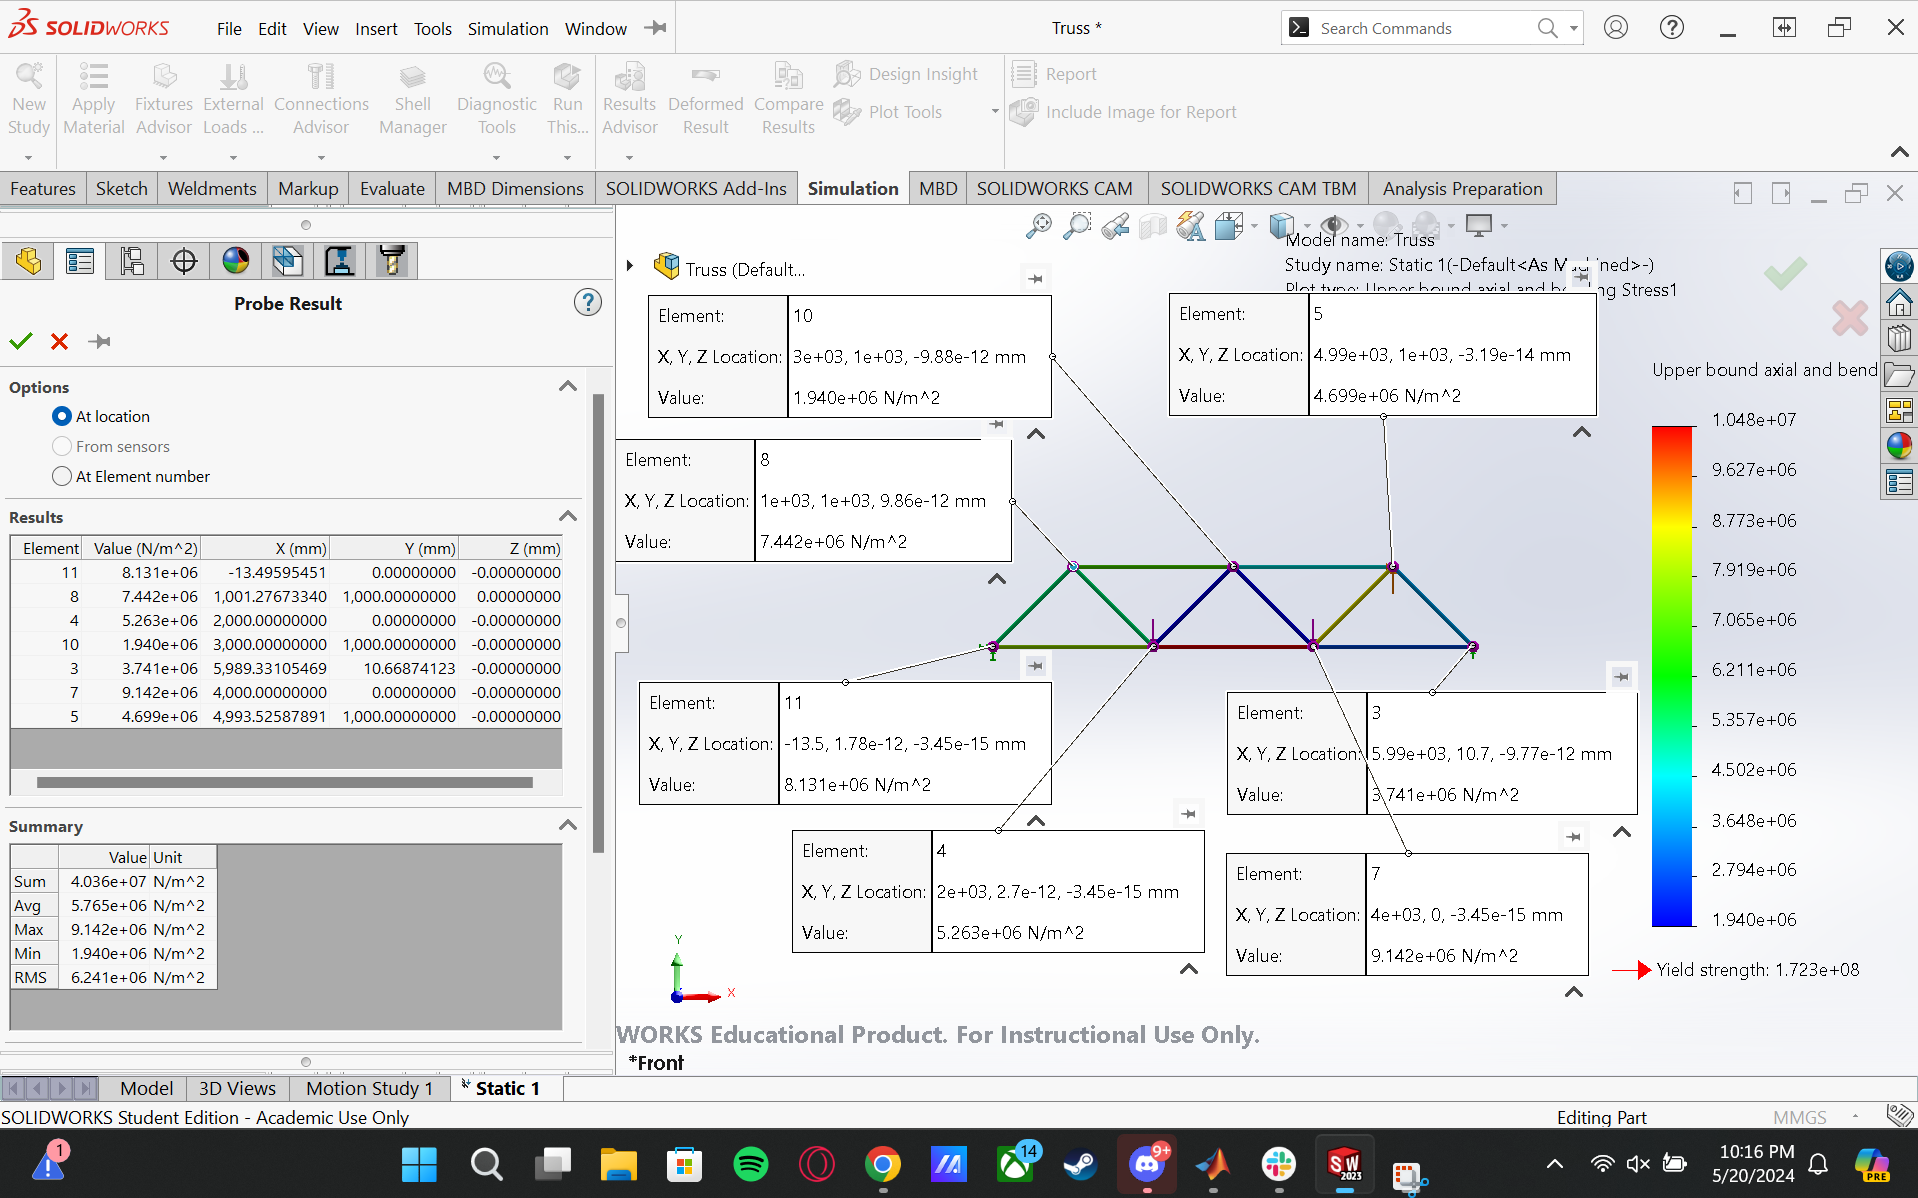 SOLIDWORKS File Edit View Insert Tools Simulation Window Truss * Search Commands
New Study
Apply Material
Fixtures Advisor
External Loads ...
Connections Advisor
Shell Manager
Diagnostic Tools
Run This...
Results Advisor
Deformed Result
Compare Results
Design Insight
Plot Tools
Report
Include Image for Report
Features Sketch Weldments Markup Evaluate MBD Dimensions SOLIDWORKS Add-Ins Simulation MBD SOLIDWORKS CAM SOLIDWORKS CAM TBM Analysis Preparation
Probe Result
Options
At location
From sensors
At Element number
Results
Element Value (N/m^2) X (mm) Y (mm) Z (mm)
11 8.131e+06 -13.49595451 0.00000000 -0.00000000
8 7.442e+06 1,001.27673340 1,000.00000000 0.00000000
4 5.263e+06 2,000.00000000 0.00000000 -0.00000000
10 1.940e+06 3,000.00000000 1,000.00000000 -0.00000000
3 3.741e+06 5,989.33105469 10.66874123 -0.00000000
7 9.142e+06 4,000.00000000 0.00000000 -0.00000000
5 4.699e+06 4,993.52587891 1,000.00000000 -0.00000000
Summary
Value Unit
Sum 4.036e+07 N/m^2
Avg 5.765e+06 N/m^2
Max 9.142e+06 N/m^2
Min 1.940e+06 N/m^2
RMS 6.241e+06 N/m^2
Truss (Default...
Model name: Truss
Study name: Static 1(-Default<As Machined>-)
Plot type: Upper bound axial and bending Stress1
Element: 10
X, Y, Z Location: 3e+03, 1e+03, -9.88e-12 mm
Value: 1.940e+06 N/m^2
Element: 5
X, Y, Z Location: 4.99e+03, 1e+03, -3.19e-14 mm
Value: 4.699e+06 N/m^2
Element: 8
X, Y, Z Location: 1e+03, 1e+03, 9.86e-12 mm
Value: 7.442e+06 N/m^2
Element: 11
X, Y, Z Location: -13.5, 1.78e-12, -3.45e-15 mm
Value: 8.131e+06 N/m^2
Element: 3
X, Y, Z Location: 5.99e+03, 10.7, -9.77e-12 mm
Value: 3.741e+06 N/m^2
Element: 4
X, Y, Z Location: 2e+03, 2.7e-12, -3.45e-15 mm
Value: 5.263e+06 N/m^2
Element: 7
X, Y, Z Location: 4e+03, 0, -3.45e-15 mm
Value: 9.142e+06 N/m^2
Upper bound axial and bend
1.048e+07
9.627e+06
8.773e+06
7.919e+06
7.065e+06
6.211e+06
5.357e+06
4.502e+06
3.648e+06
2.794e+06
1.940e+06
Yield strength: 1.723e+08
Y
X
WORKS Educational Product. For Instructional Use Only.
*Front
Model 3D Views Motion Study 1 Static 1
SOLIDWORKS Student Edition - Academic Use Only Editing Part MMGS
1
14
9+
SW
2023
10:16 PM
5/20/2024
PRE